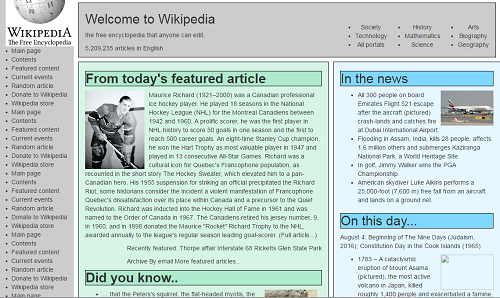 WIKIPEDIA
The Free Encyclopedia
Main page
Contents
Featured content
Current events
Random article
Donate to Wikipedia
Wikipedia store
Main page
Contents
Featured content
Current events
Random article
Donate to Wikipedia
Wikipedia store
Main page
Contents
Featured content
Current events
Random article
Donate to Wikipedia
Wikipedia store
Main page
Contents
Featured content
Current events
Random article
Donate to Wikipedia
Wikipedia store
Welcome to Wikipedia
the free encyclopedia that anyone can edit.
5,209,235 articles in English
Society
Technology
All portals
History
Mathematics
Science
Arts
Biography
Geography
From today's featured article
Maurice Richard (1921–2000) was a Canadian professional
ice hockey player. He played 18 seasons in the National
Hockey League (NHL) for the Montreal Canadiens between
1942 and 1960. A prolific scorer, he was the first player in
NHL history to score 50 goals in one season and the first to
reach 500 career goals. An eight-time Stanley Cup champion,
he won the Hart Trophy as most valuable player in 1947 and
played in 13 consecutive All-Star Games. Richard was a
cultural icon for Quebec's Francophone population, as
recounted in the short story The Hockey Sweater, which elevated him to a pan-
Canadian hero. His 1955 suspension for striking an official precipitated the Richard
Riot; some historians consider the incident a violent manifestation of Francophone
Quebec's dissatisfaction over its place within Canada and a precursor to the Quiet
Revolution. Richard was inducted into the Hockey Hall of Fame in 1961 and was
named to the Order of Canada in 1967. The Canadiens retired his jersey number, 9,
in 1960, and in 1998 donated the Maurice "Rocket" Richard Trophy to the NHL,
awarded annually to the league's regular season leading goal-scorer. (Full article...)
Recently featured: Thorpe affair Interstate 68 Ricketts Glen State Park
Archive By email More featured articles...
Did you know..
... that the Peters's squirrel, the flat-headed myotis, the
In the news
All 300 people on board
Emirates Flight 521 escape
after the aircraft (pictured)
crash-lands and catches fire
at Dubai International Airport.
Flooding in Assam, India, kills 28 people, affects
1.6 million others and submerges Kaziranga
National Park, a World Heritage Site.
In golf, Jimmy Walker wins the PGA
Championship.
American skydiver Luke Aikins performs a
25,000-foot (7,600 m) free fall from an aircraft
and lands on a ground net.
On this day...
August 4: Beginning of The Nine Days (Judaism,
2016); Constitution Day in the Cook Islands (1965)
1783 – A cataclysmic
eruption of Mount Asama
(pictured), the most active
volcano in Japan, killed
roughly 1,400 people and exacerbated a famine,